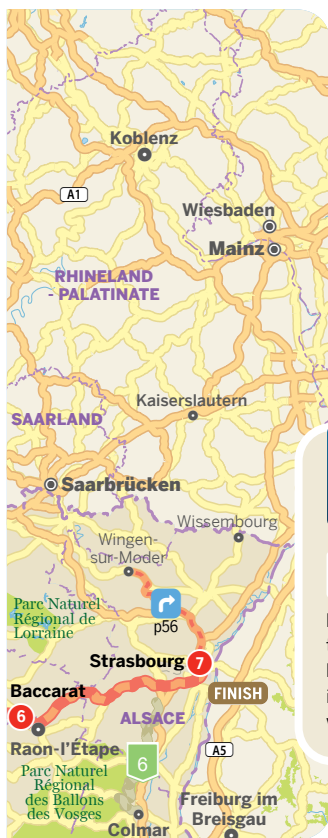 Koblenz
A1
Wiesbaden
Mainz
RHINELAND
- PALATINATE
Kaiserslautern
SAARLAND
Saarbrücken
Wissembourg
Wingen-
sur-Moder
Parc Naturel
Régional de
Lorraine
p56
Strasbourg
7
Baccarat
FINISH
6
ALSACE
Raon-l'Étape
A5
6
Parc Naturel
Régional
des Ballons
des Vosges
Freiburg im
Breisgau
Colmar